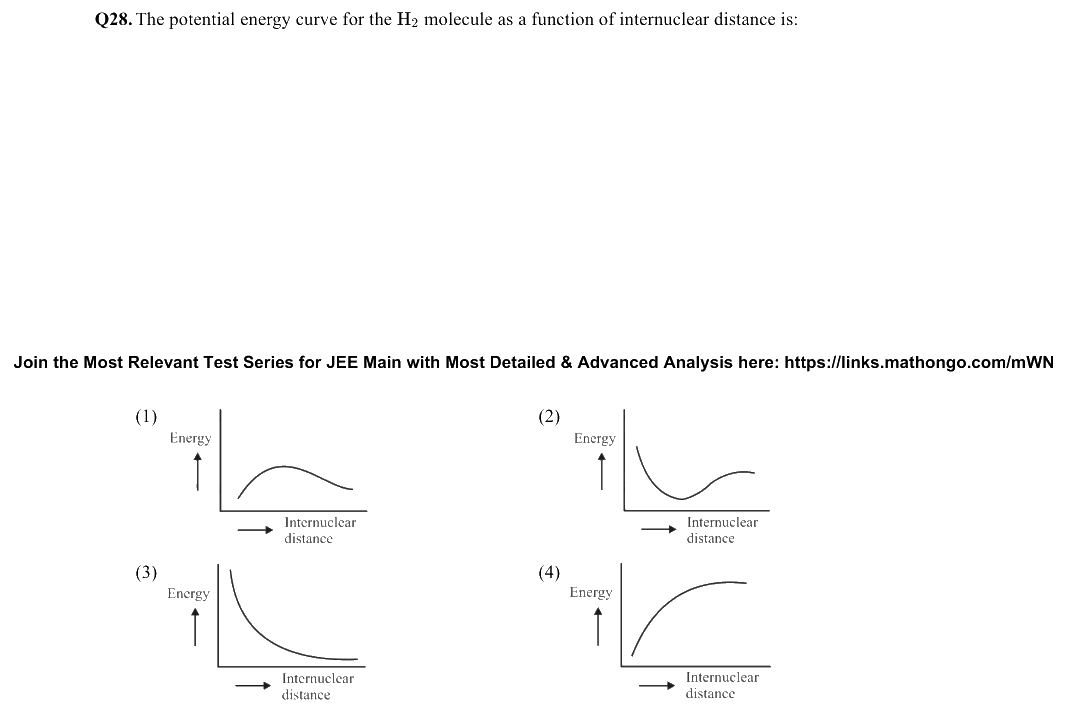 Q28. The potential energy curve for the H₂ molecule as a function of internuclear distance is:
Join the Most Relevant Test Series for JEE Main with Most Detailed & Advanced Analysis here: https://links.mathongo.com/mWN
(1)
Energy
Internuclear
distance
(2)
Energy
Internuclear
distance
(3)
Energy
Internuclear
distance
(4)
Energy
Internuclear
distance